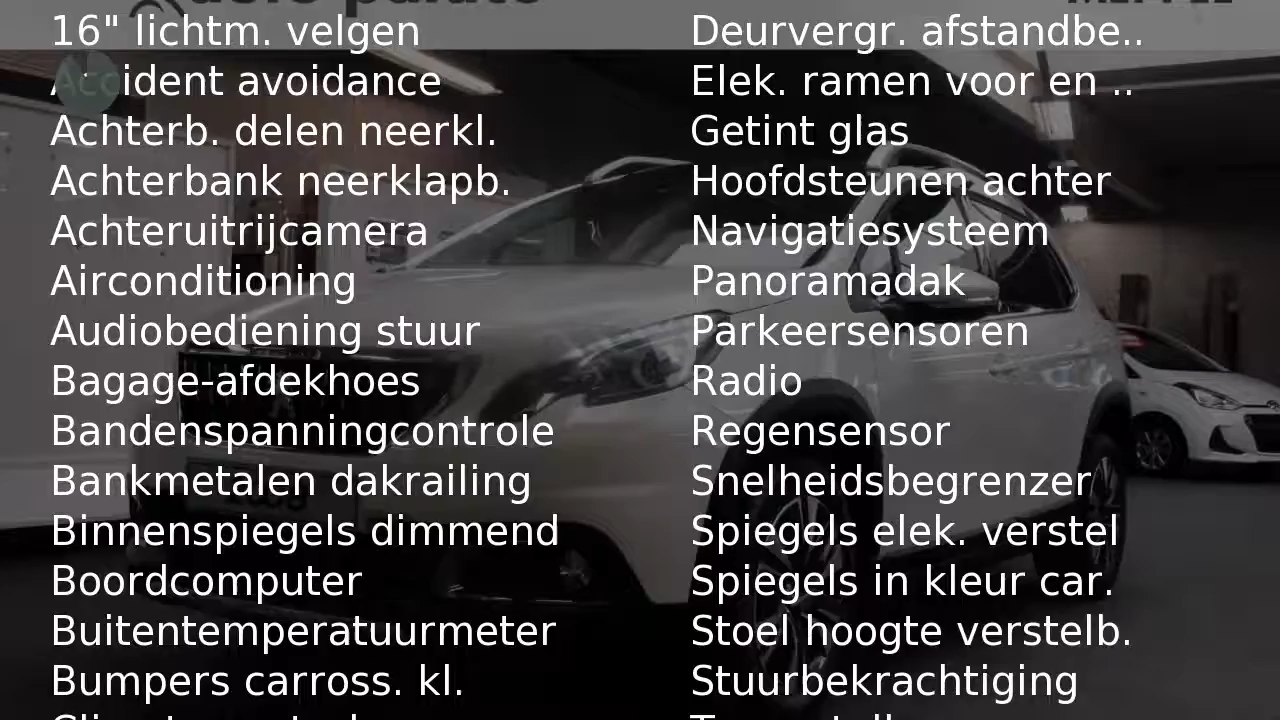 16" lichtm. velgen
Accident avoidance
Achterb. delen neerkl.
Achterbank neerklapb.
Achteruitrijcamera
Airconditioning
Audiobediening stuur
Bagage-afdekhoes
Bandenspanningcontrole
Bankmetalen dakrailing
Binnenspiegels dimmend
Boordcomputer
Buitentemperatuurmeter
Bumpers carross. kl.
Deurvergr. afstandbe..
Elek. ramen voor en ..
Getint glas
Hoofdsteunen achter
Navigatiesysteem
Panoramadak
Parkeersensoren
Radio
Regensensor
Snelheidsbegrenzer
Spiegels elek. verstel
Spiegels in kleur car.
Stoel hoogte verstelb.
Stuurbekrachtiging